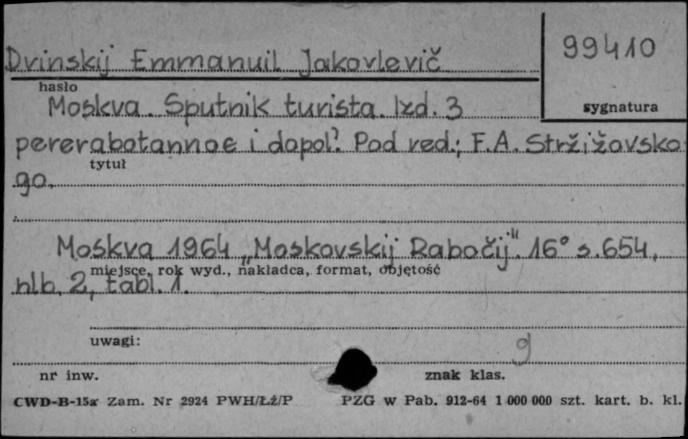 99410
Dvinskij Emmanuil Jakovlevič
hasło
sygnatura
Moskva. Sputnik turista. Izd. 3
pererabotannoe i dopol? Pod red.; F.A. Stržižovsko-
tytuł
go.
Moskva 1964 „Moskovskij Rabočij". 16° s. 654,
miejsce, rok wyd., nakładca, format, objętość
nlb. 2, tabl. 1.
uwagi:
g
nr inw.
znak klas.
CWD-B-15a Zam. Nr 2924 PWH/ŁŻ/P
PZG w Pab. 912-64 1 000 000 szt. kart. b. kl.